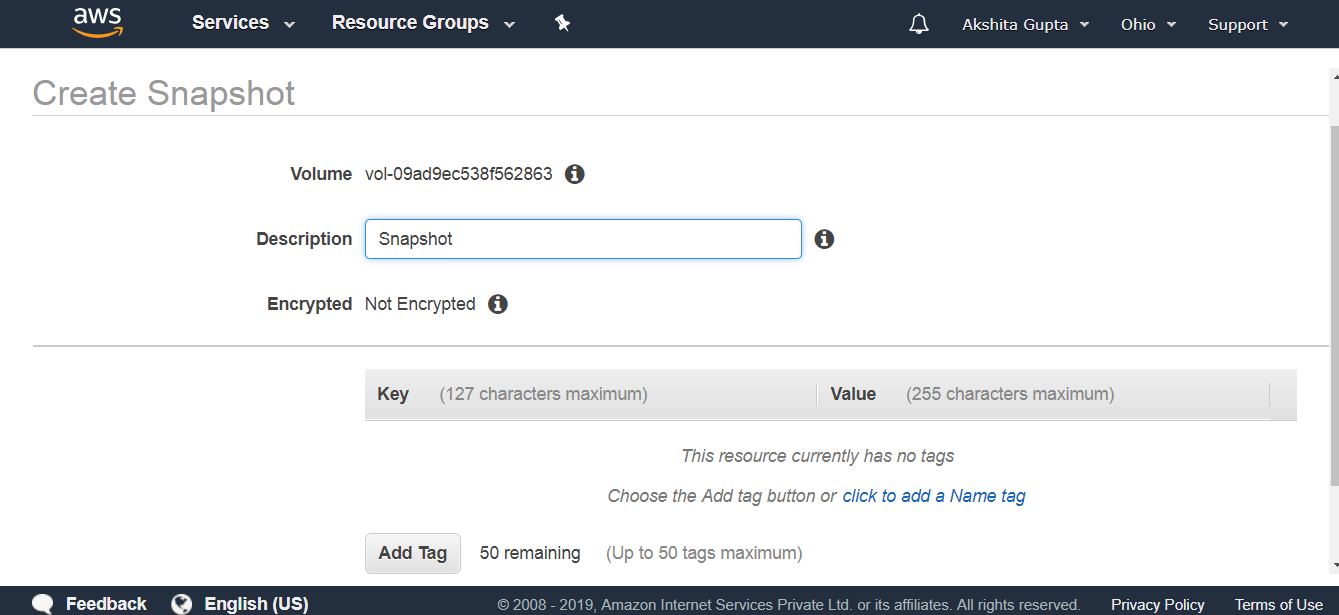 aws Services Resource Groups Akshita Gupta Ohio Support
Create Snapshot
Volume vol-09ad9ec538f562863
Description Snapshot
Encrypted Not Encrypted
Key (127 characters maximum) Value (255 characters maximum)
This resource currently has no tags
Choose the Add tag button or click to add a Name tag
Add Tag 50 remaining (Up to 50 tags maximum)
Feedback English (US) © 2008 - 2019, Amazon Internet Services Private Ltd. or its affiliates. All rights reserved. Privacy Policy Terms of Use